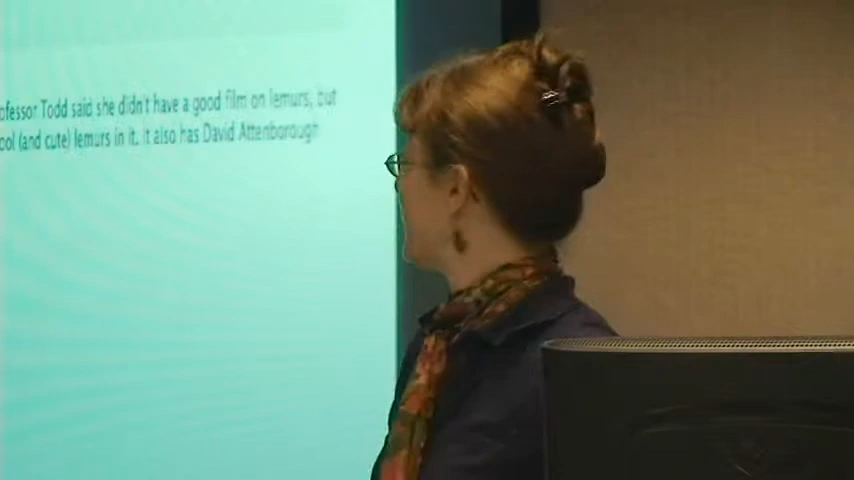 ofessor Todd said she didn't have a good film on lemurs, but
ool (and cute) lemurs in it. It also has David Attenborough